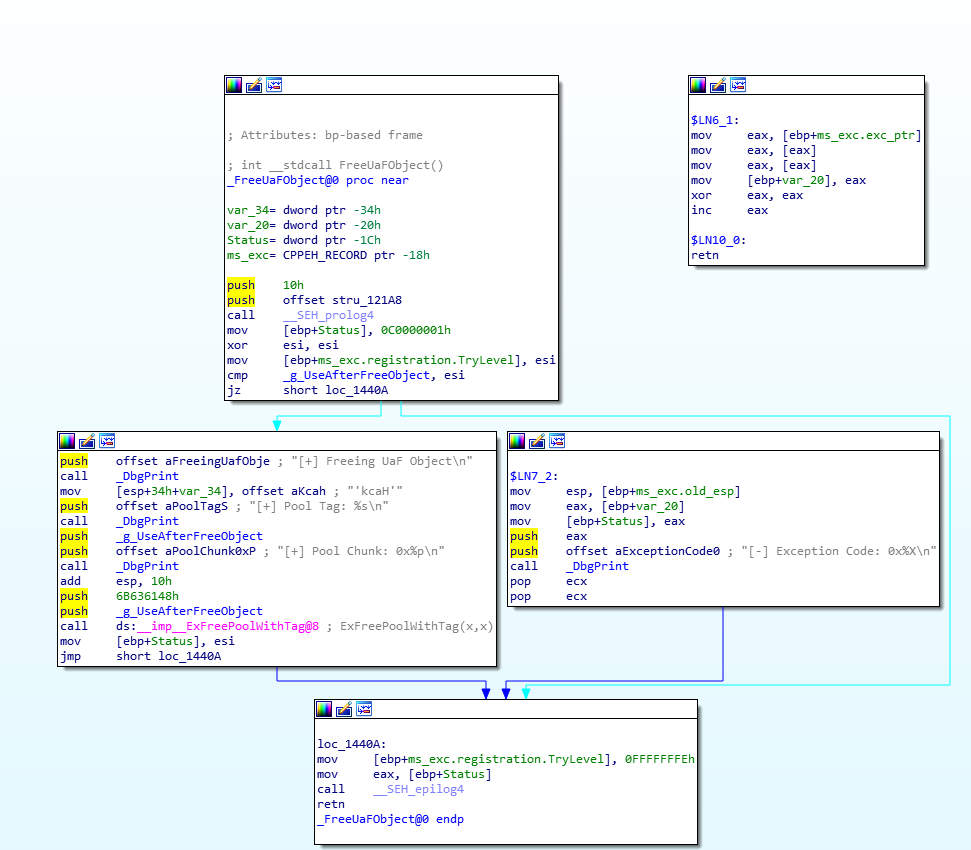 ; Attributes: bp-based frame
; int __stdcall FreeUaFObject()
_FreeUaFObject@0 proc near
var_34= dword ptr -34h
var_20= dword ptr -20h
Status= dword ptr -1Ch
ms_exc= CPPEH_RECORD ptr -18h
push 10h
push offset stru_121A8
call __SEH_prolog4
mov [ebp+Status], 0C0000001h
xor esi, esi
mov [ebp+ms_exc.registration.TryLevel], esi
cmp _g_UseAfterFreeObject, esi
jz short loc_1440A
$LN6_1:
mov eax, [ebp+ms_exc.exc_ptr]
mov eax, [eax]
mov eax, [eax]
mov [ebp+var_20], eax
xor eax, eax
inc eax
$LN10_0:
retn
push offset aFreeingUafObje ; "[+] Freeing UaF Object\n"
call _DbgPrint
mov [esp+34h+var_34], offset aKcah ; "'kcaH'"
push offset aPoolTagS ; "[+] Pool Tag: %s\n"
call _DbgPrint
push _g_UseAfterFreeObject
push offset aPoolChunk0xP ; "[+] Pool Chunk: 0x%p\n"
call _DbgPrint
add esp, 10h
push 6B636148h
push _g_UseAfterFreeObject
call ds:__imp__ExFreePoolWithTag@8 ; ExFreePoolWithTag(x,x)
mov [ebp+Status], esi
jmp short loc_1440A
$LN7_2:
mov esp, [ebp+ms_exc.old_esp]
mov eax, [ebp+var_20]
mov [ebp+Status], eax
push eax
push offset aExceptionCode0 ; "[-] Exception Code: 0x%X\n"
call _DbgPrint
pop ecx
pop ecx
loc_1440A:
mov [ebp+ms_exc.registration.TryLevel], 0FFFFFFFEh
mov eax, [ebp+Status]
call __SEH_epilog4
retn
_FreeUaFObject@0 endp